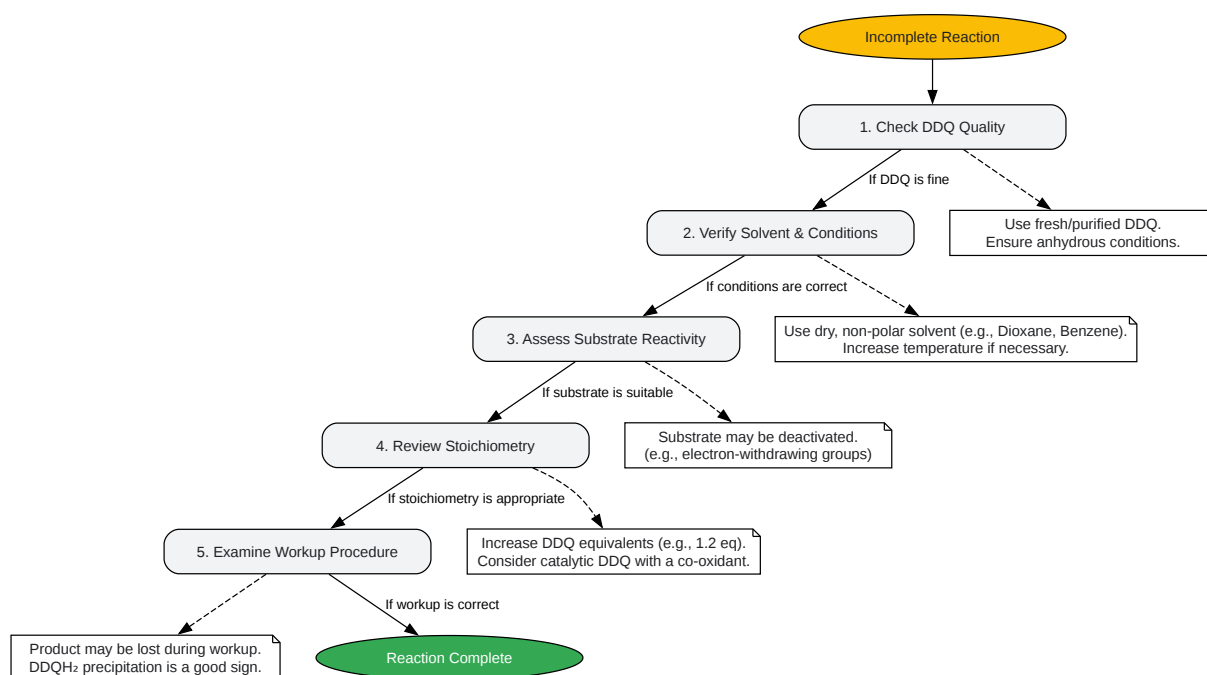 Incomplete Reaction
1. Check DDQ Quality
If DDQ is fine
Use fresh/purified DDQ.
Ensure anhydrous conditions.
2. Verify Solvent & Conditions
If conditions are correct
Use dry, non-polar solvent (e.g., Dioxane, Benzene).
Increase temperature if necessary.
3. Assess Substrate Reactivity
If substrate is suitable
Substrate may be deactivated.
(e.g., electron-withdrawing groups)
4. Review Stoichiometry
If stoichiometry is appropriate
Increase DDQ equivalents (e.g., 1.2 eq).
Consider catalytic DDQ with a co-oxidant.
5. Examine Workup Procedure
If workup is correct
Product may be lost during workup.
DDQH₂ precipitation is a good sign.
Reaction Complete